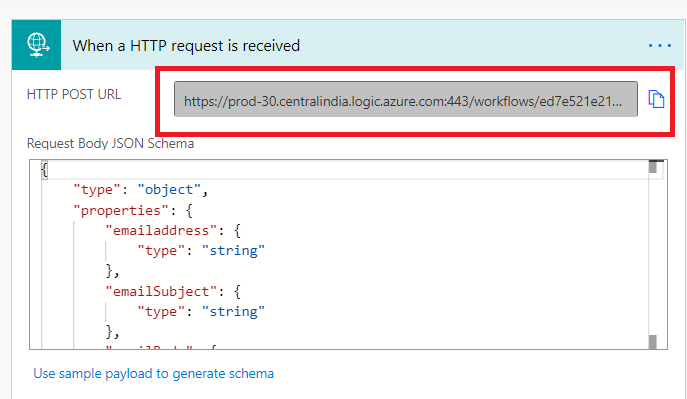 When a HTTP request is received
...
HTTP POST URL
https://prod-30.centralindia.logic.azure.com:443/workflows/ed7e521e21...
Request Body JSON Schema
{
"type": "object",
"properties": {
"emailaddress": {
"type": "string"
},
"emailSubject": {
"type": "string"
},
Use sample payload to generate schema